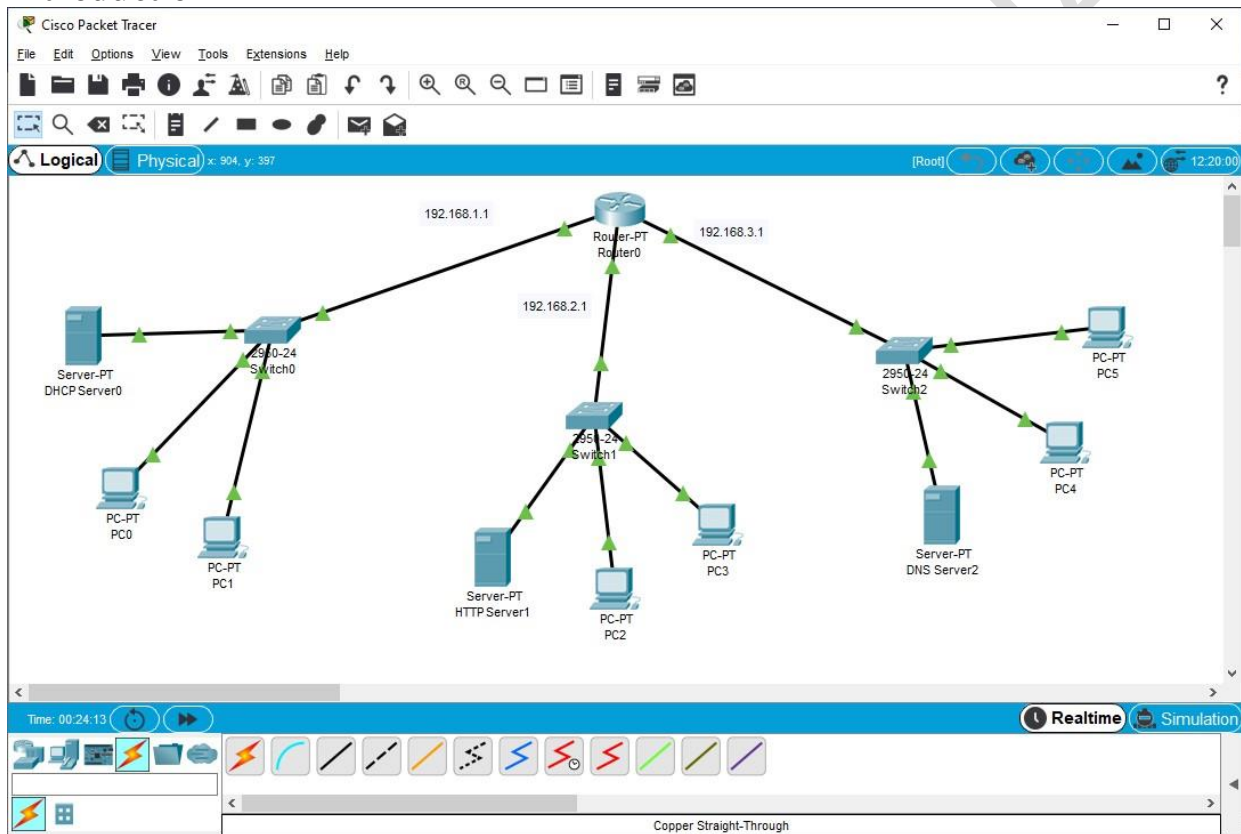 Cisco Packet Tracer
File Edit Options View Tools Extensions Help
?
Logical Physical x: 904, y: 397 [Root] 12:20:00
192.168.1.1
Router-PT
Router0
192.168.3.1
192.168.2.1
Server-PT
DHCP Server0
2950-24
Switch0
2950-24
Switch2
PC-PT
PC5
2950-24
Switch1
PC-PT
PC4
PC-PT
PC0
PC-PT
PC1
Server-PT
HTTP Server1
PC-PT
PC2
PC-PT
PC3
Server-PT
DNS Server2
Time: 00:24:13 Realtime Simulation
Copper Straight-Through